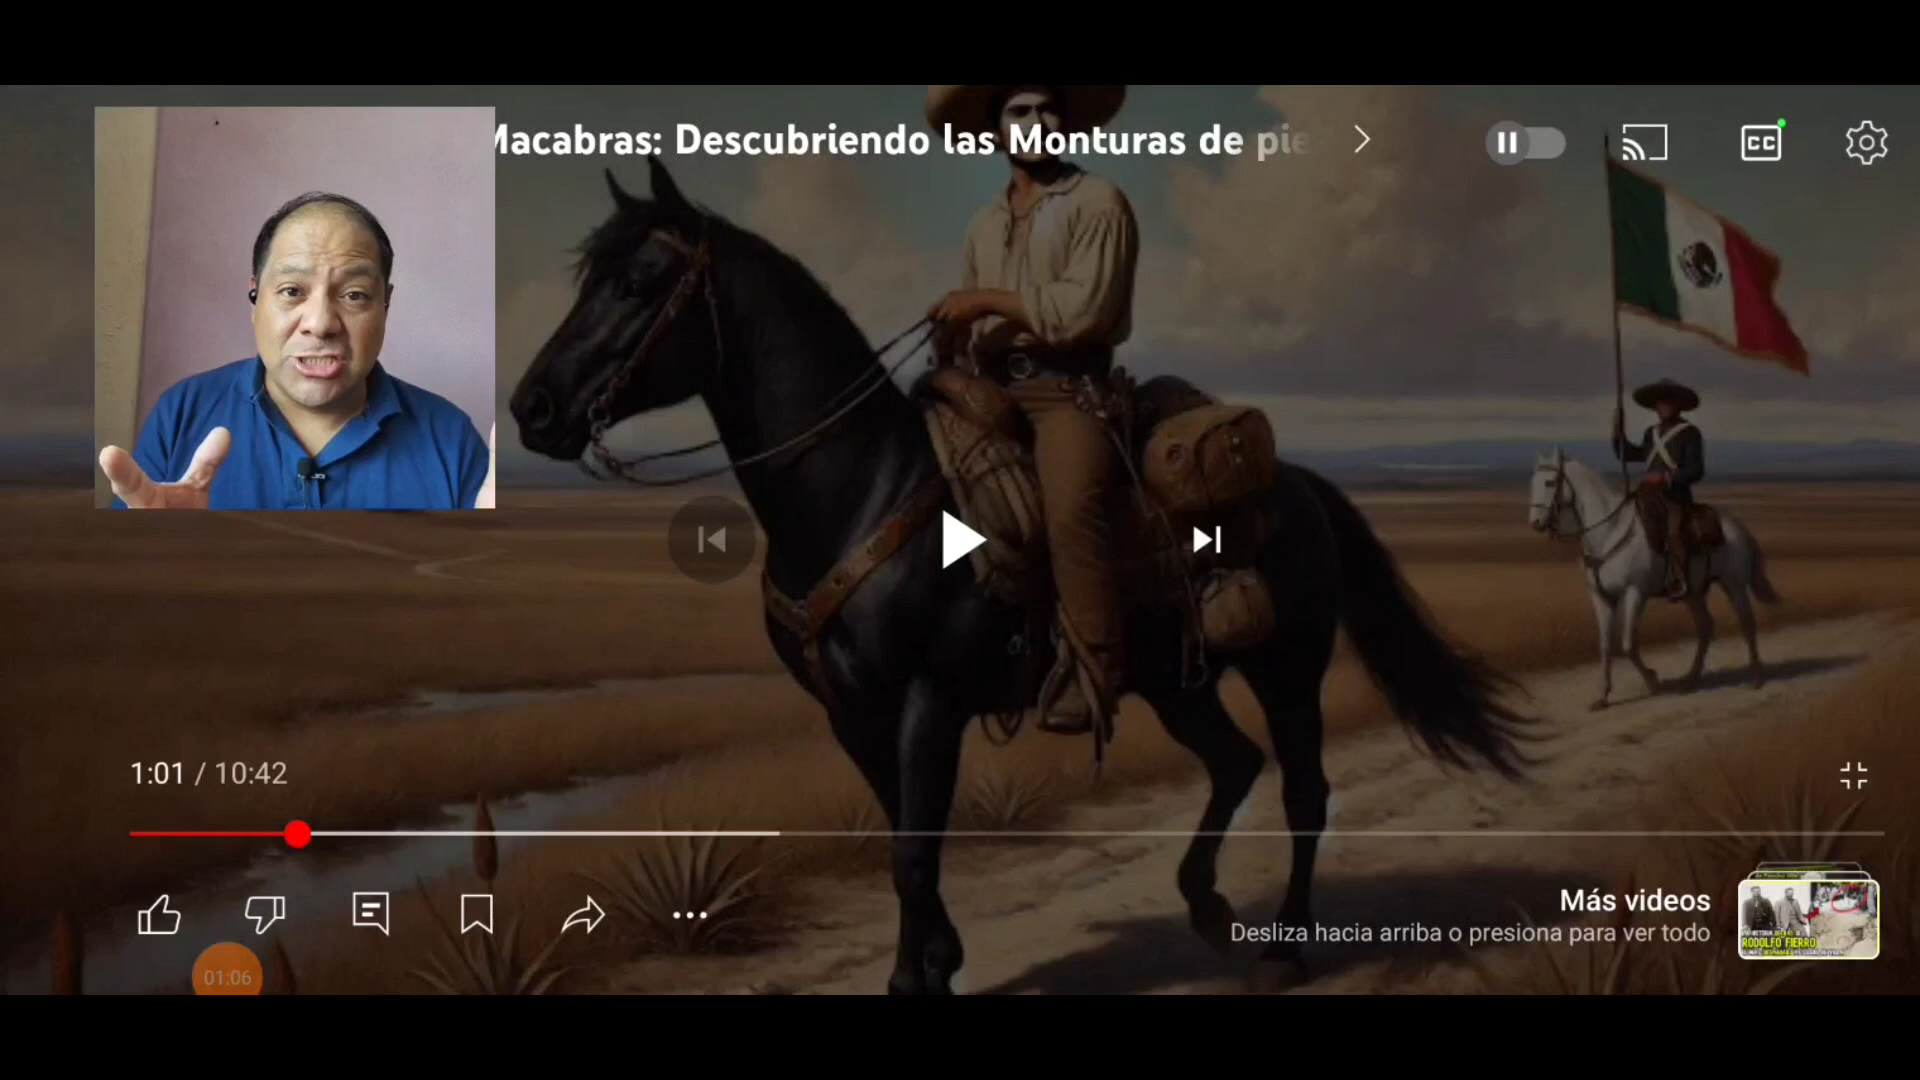 Macabras: Descubriendo las Monturas de pie
CC
1:01 / 10:42
Más videos
Desliza hacia arriba o presiona para ver todo
RODOLFO FIERRO
01:06